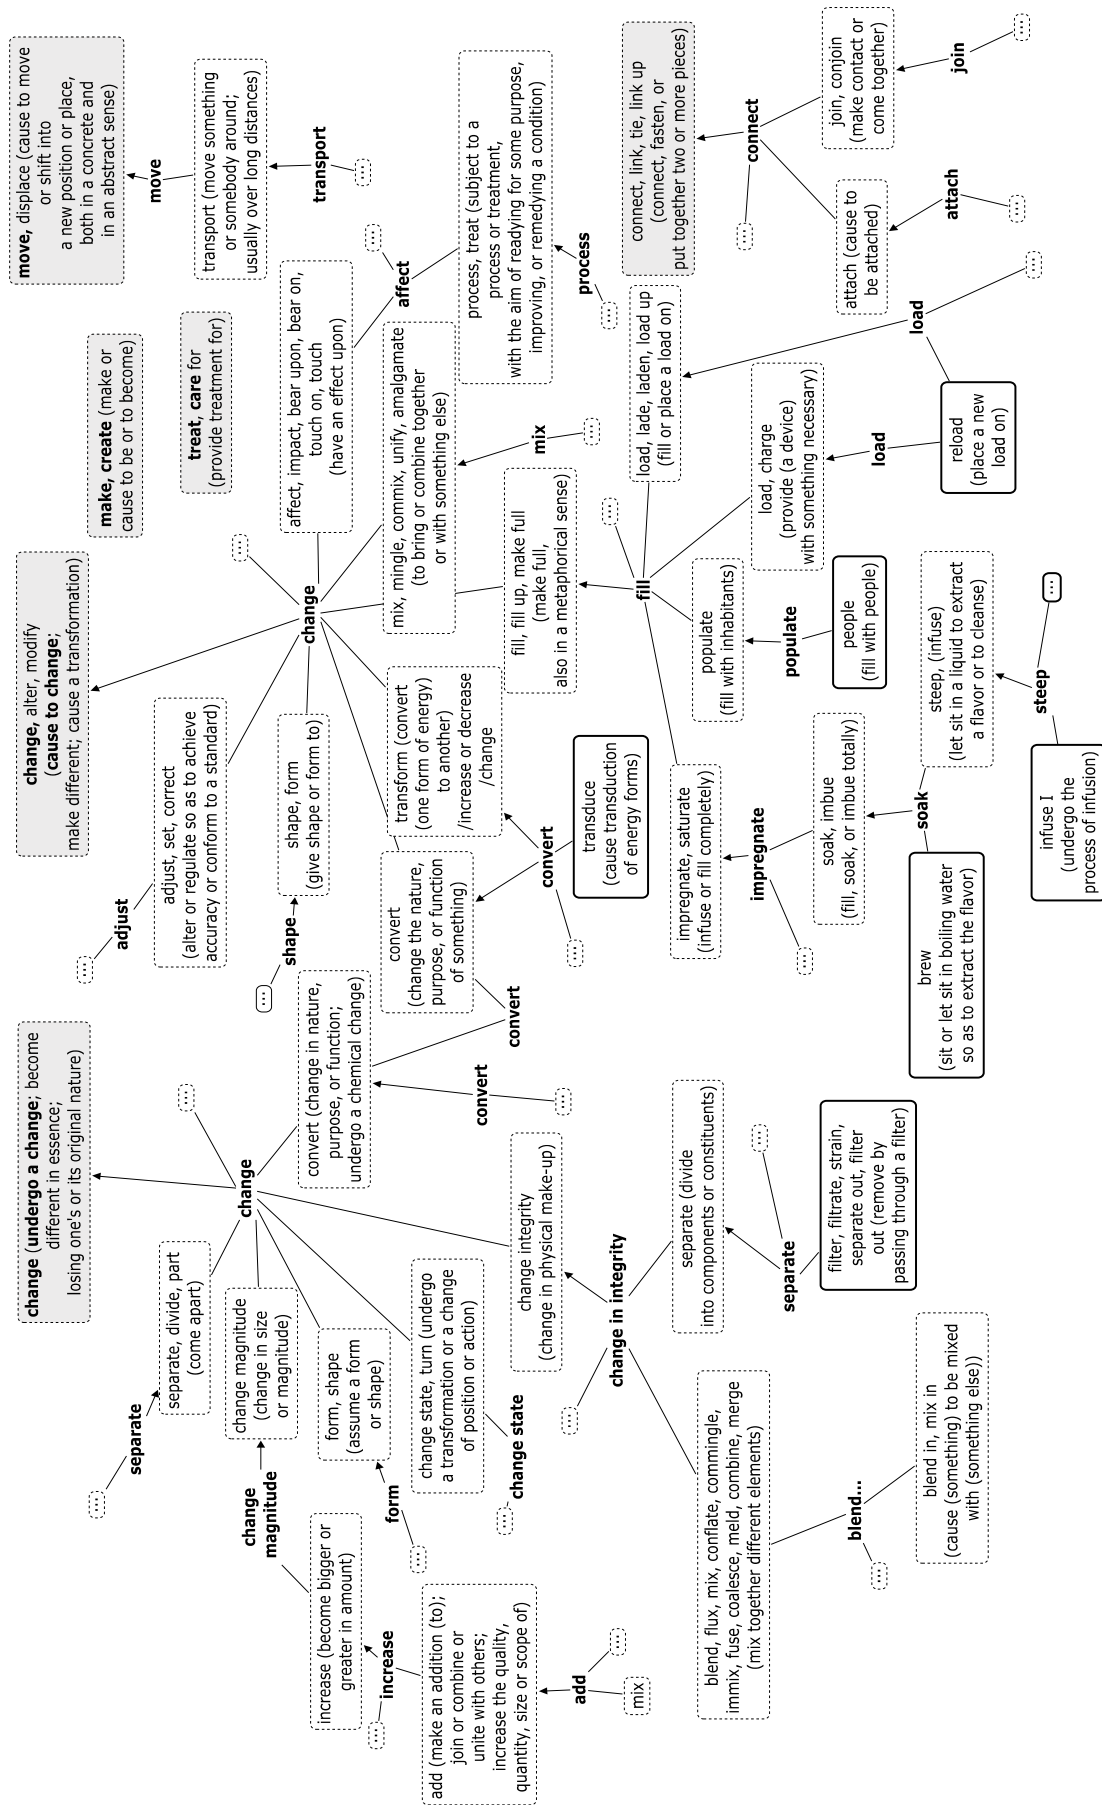 change (undergo a change; become
different in essence;
losing one's or its original nature)
change, alter, modify
(cause to change;
make different; cause a transformation)
make, create (make or
cause to be or to become)
move, displace (cause to move
or shift into
a new position or place,
both in a concrete and
in an abstract sense)
...
separate
separate, divide, part
(come apart)
...
...
adjust
adjust, set, correct
(alter or regulate so as to achieve
accuracy or conform to a standard)
...
treat, care for
(provide treatment for)
move
transport (move something
or somebody around;
usually over long distances)
transport
...
change
change
magnitude
change magnitude
(change in size
or magnitude)
form, shape
(assume a form
or shape)
form
...
change state, turn (undergo
a transformation or a change
of position or action)
change state
...
increase (become bigger or
greater in amount)
increase
...
add (make an addition (to);
join or combine or
unite with others;
increase the quality,
quantity, size or scope of)
add
mix
...
convert (change in nature,
purpose, or function;
undergo a chemical change)
convert
...
convert
change integrity
(change in physical make-up)
change in integrity
...
blend, flux, mix, conflate, commingle,
immix, fuse, coalesce, meld, combine, merge
(mix together different elements)
blend...
...
blend in, mix in
(cause (something) to be mixed
with (something else))
separate (divide
into components or constituents)
separate
...
filter, filtrate, strain,
separate out, filter
out (remove by
passing through a filter)
change
...
shape
shape, form
(give shape or form to)
convert
(change the nature,
purpose, or function
of something)
transform (convert
(one form of energy)
to another)
/increase or decrease
/change
convert
...
transduce
(cause transduction
of energy forms)
affect, impact, bear upon, bear on,
touch on, touch
(have an effect upon)
affect
...
process, treat (subject to a
process or treatment,
with the aim of readying for some purpose,
improving, or remedying a condition)
process
...
mix, mingle, commix, unify, amalgamate
(to bring or combine together
or with something else)
mix
...
fill, fill up, make full
(make full,
also in a metaphorical sense)
fill
...
impregnate, saturate
(infuse or fill completely)
impregnate
...
soak, imbue
(fill, soak, or imbue totally)
soak
brew
(sit or let sit in boiling water
so as to extract the flavor)
steep, (infuse)
(let sit in a liquid to extract
a flavor or to cleanse)
steep
infuse I
(undergo the
process of infusion)
...
populate
(fill with inhabitants)
populate
people
(fill with people)
load, charge
(provide (a device)
with something necessary)
load
reload
(place a new
load on)
load, lade, laden, load up
(fill or place a load on)
load
...
connect, link, tie, link up
(connect, fasten, or
put together two or more pieces)
connect
...
attach (cause to
be attached)
attach
...
join, conjoin
(make contact or
come together)
join
...